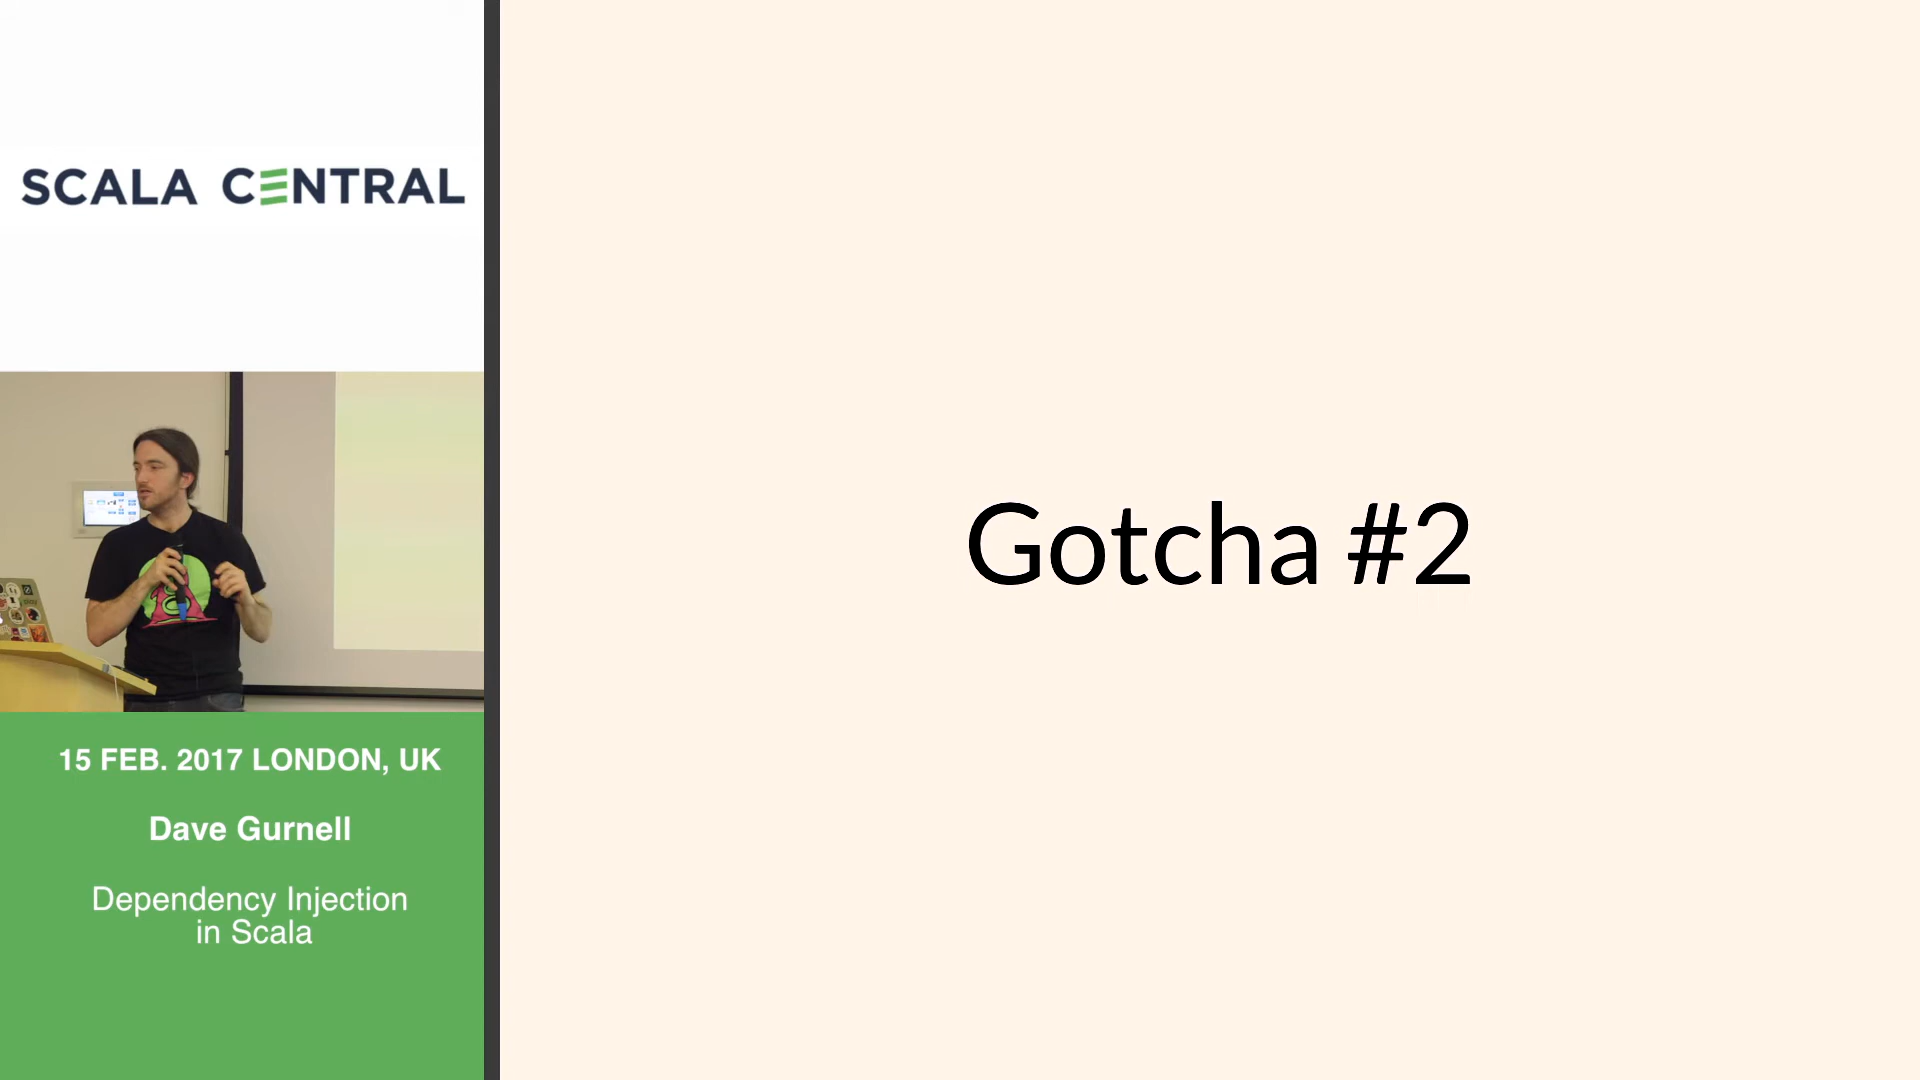 SCALA CENTRAL
15 FEB. 2017 LONDON, UK
Dave Gurnell
Dependency Injection
in Scala
Gotcha #2